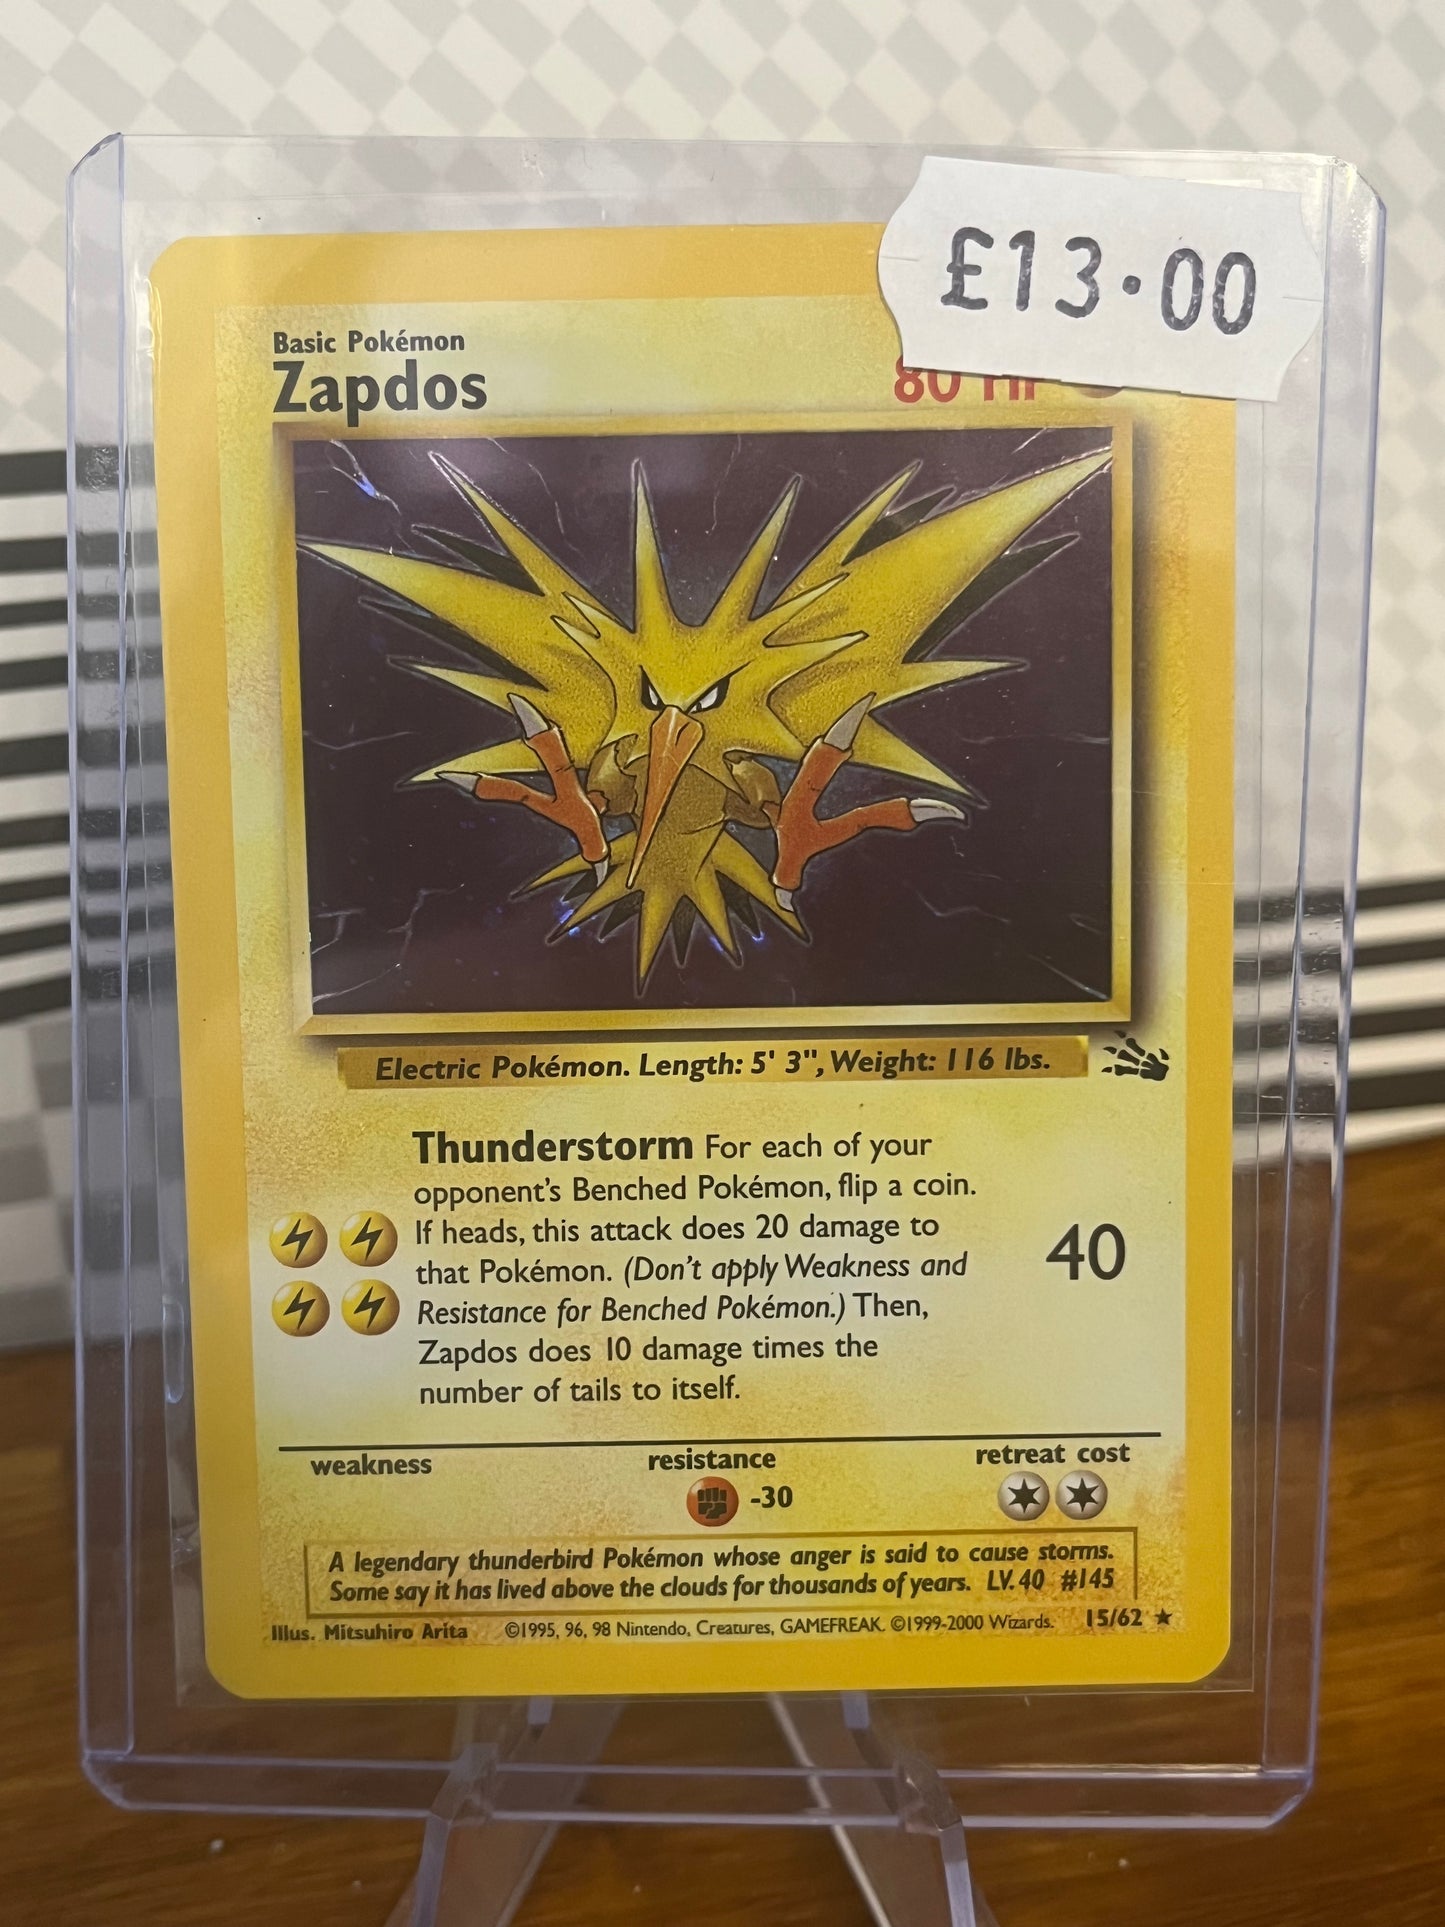 £13.00
Basic Pokémon
Zapdos 80 HP
Electric Pokémon. Length: 5' 3", Weight: 116 lbs.
Thunderstorm For each of your
opponent's Benched Pokémon, flip a coin.
If heads, this attack does 20 damage to
that Pokémon. (Don't apply Weakness and
Resistance for Benched Pokémon.) Then,
Zapdos does 10 damage times the
number of tails to itself.
40
weakness resistance retreat cost
-30
A legendary thunderbird Pokémon whose anger is said to cause storms.
Some say it has lived above the clouds for thousands of years. LV. 40 #145
Illus. Mitsuhiro Arita ©1995, 96, 98 Nintendo, Creatures, GAMEFREAK. ©1999-2000 Wizards. 15/62 ★